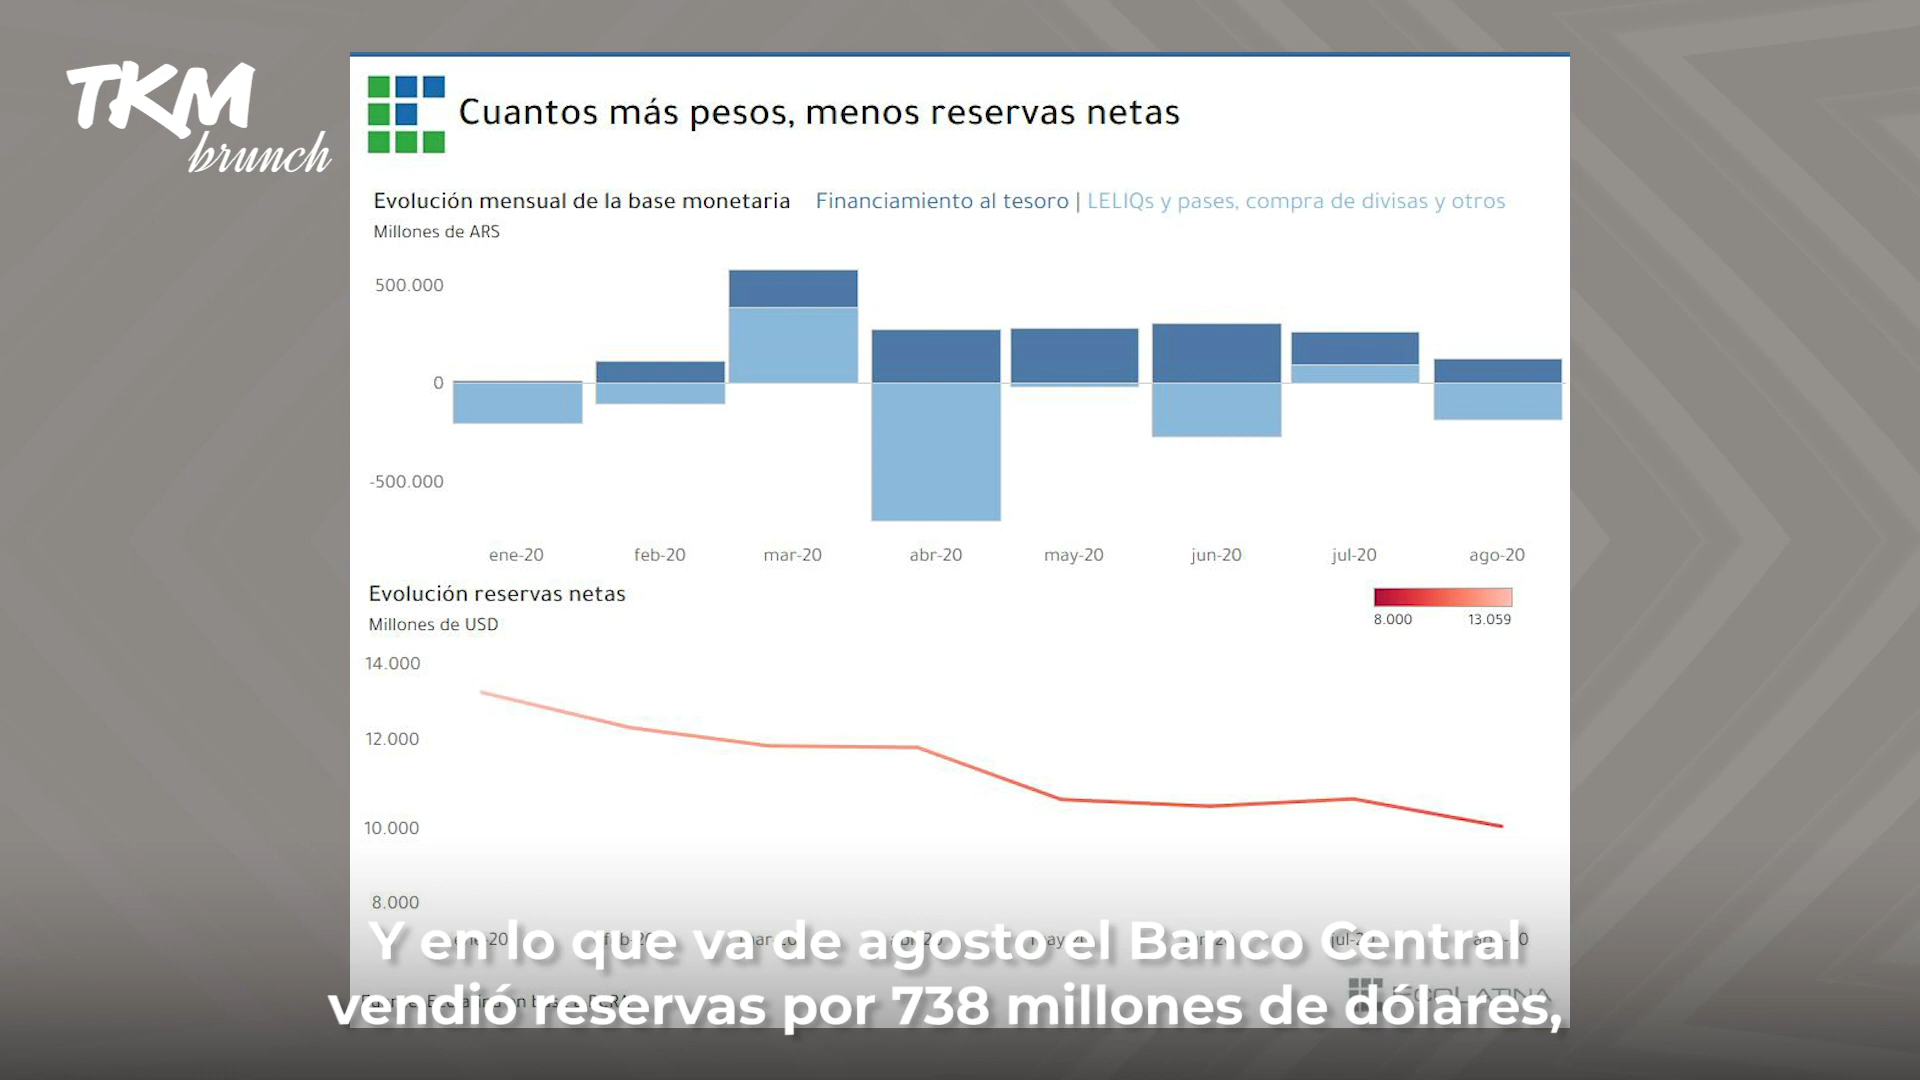 TKM
brunch
Cuantos más pesos, menos reservas netas
Evolución mensual de la base monetaria Financiamiento al tesoro | LELIQs y pases, compra de divisas y otros
Millones de ARS
500.000
0
-500.000
ene-20 feb-20 mar-20 abr-20 may-20 jun-20 jul-20 ago-20
Evolución reservas netas
Millones de USD
8.000 13.059
14.000
12.000
10.000
8.000
Y en lo que va de agosto el Banco Central
vendió reservas por 738 millones de dólares,
ECOLATINA